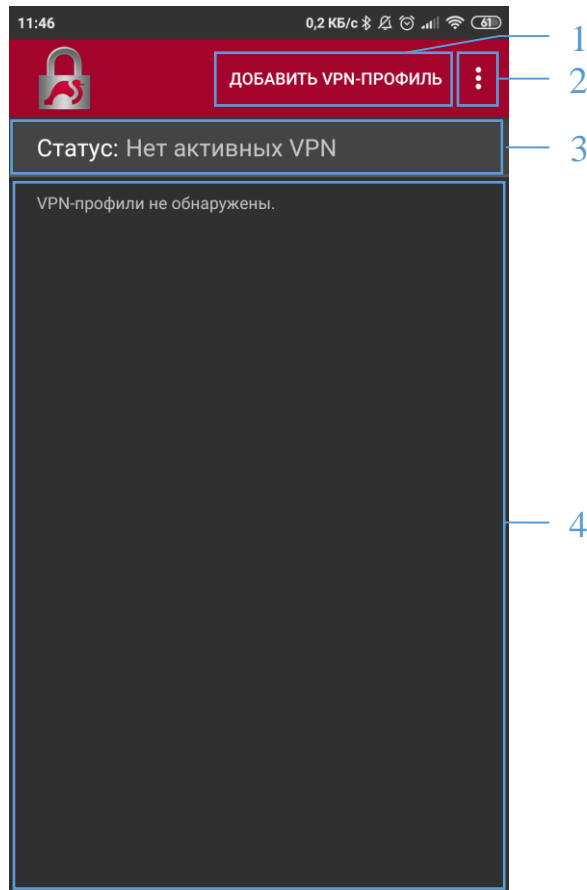 11:46 0,2 КБ/с 61
1
ДОБАВИТЬ VPN-ПРОФИЛЬ
2
Статус: Нет активных VPN
3
VPN-профили не обнаружены.
4